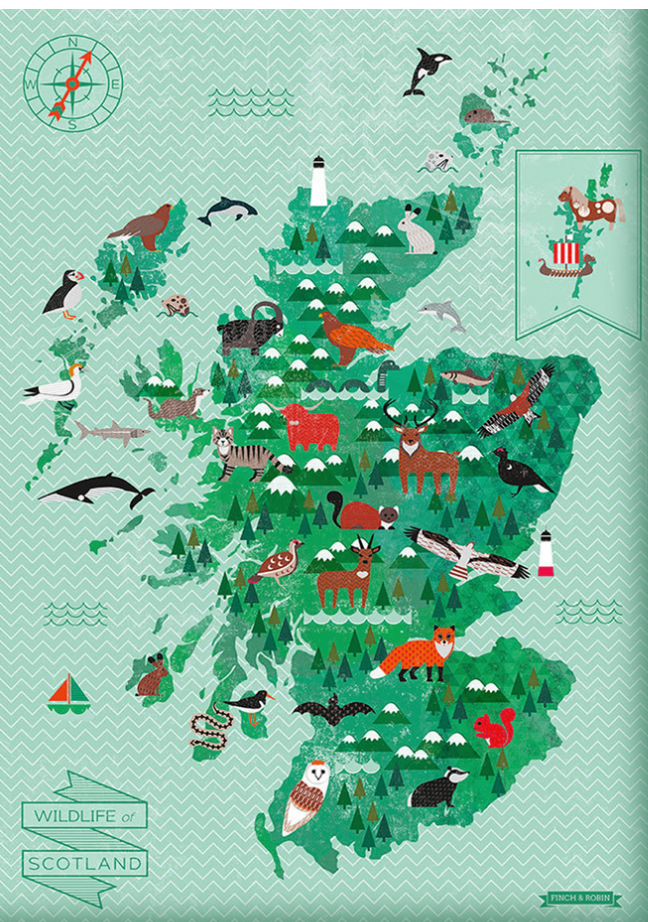 N
W E
S
WILDLIFE of
SCOTLAND
FINCH & ROBIN